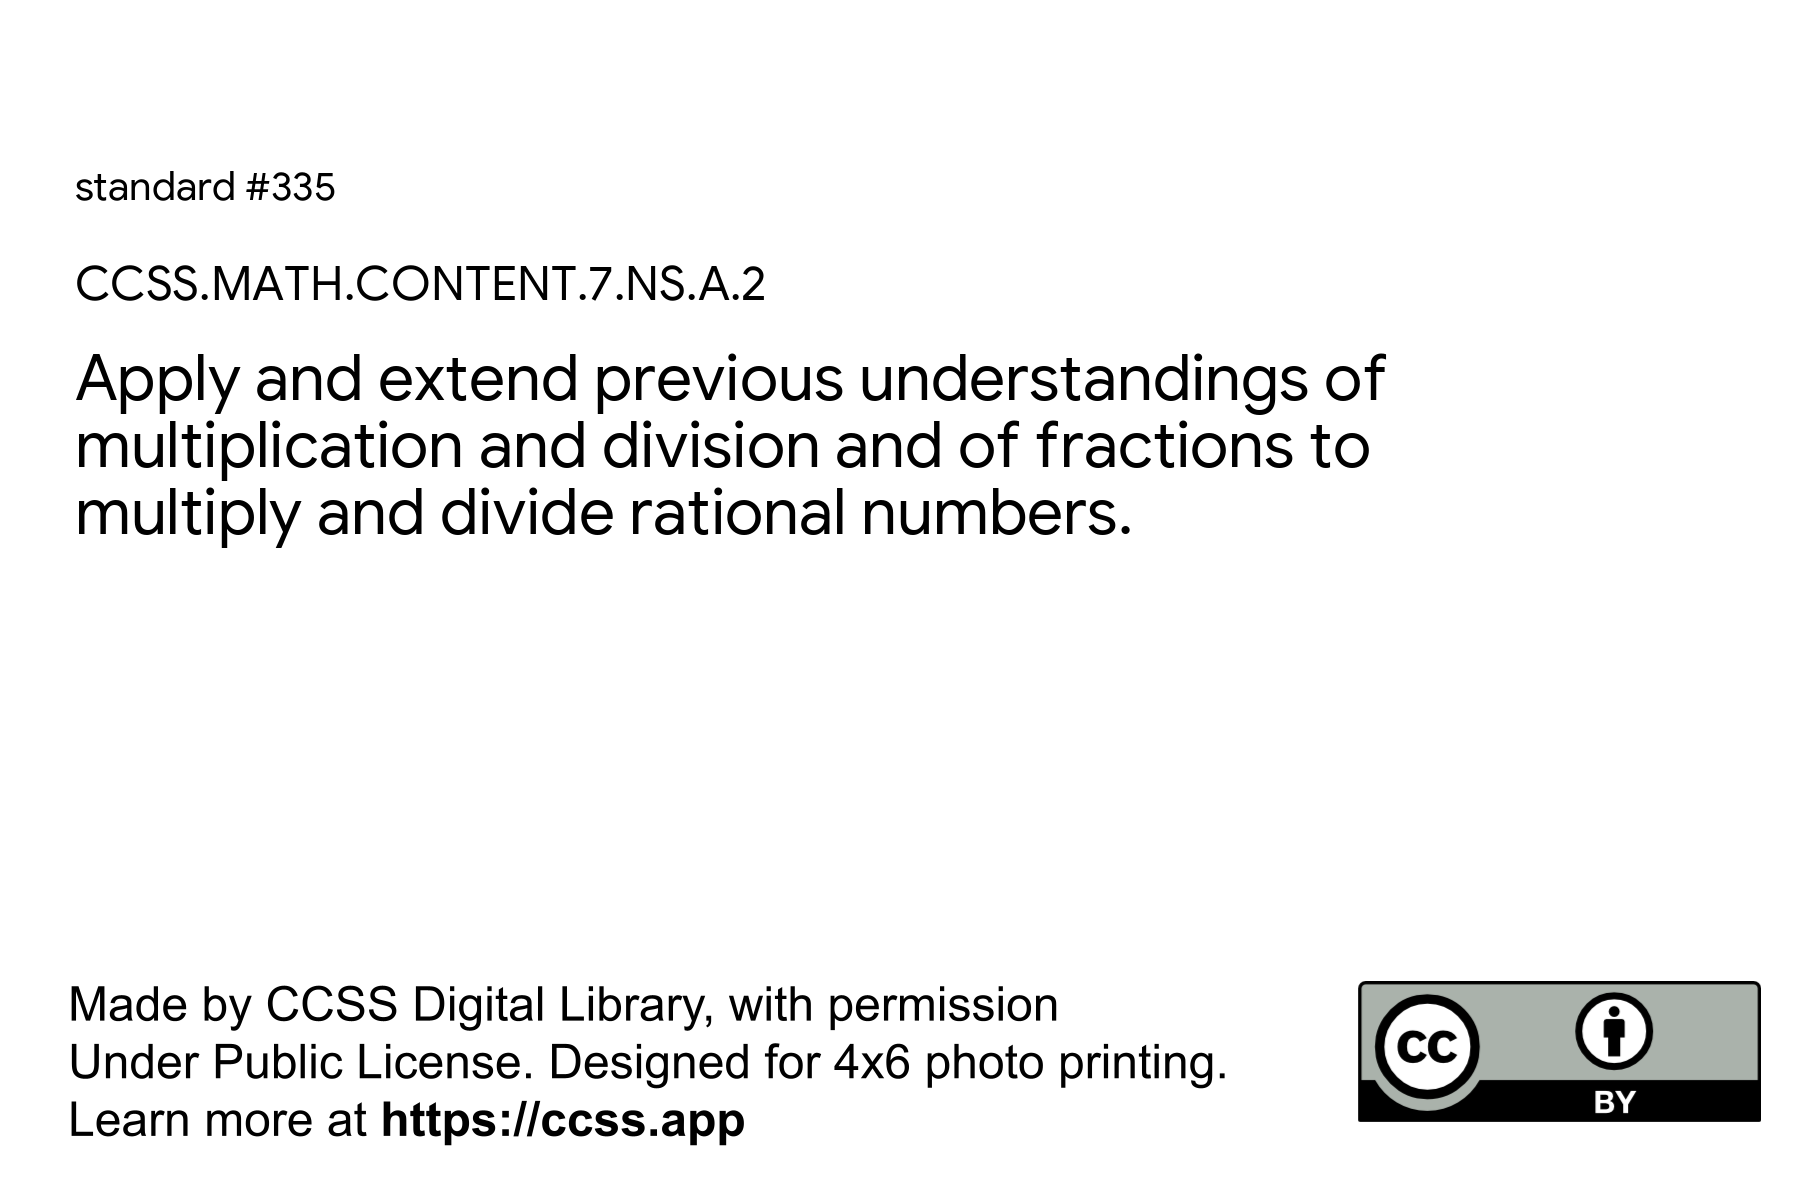 standard #335
CCSS.MATH.CONTENT.7.NS.A.2
Apply and extend previous understandings of
multiplication and division and of fractions to
multiply and divide rational numbers.
Made by CCSS Digital Library, with permission
Under Public License. Designed for 4x6 photo printing.
Learn more at https://ccss.app
cc
BY